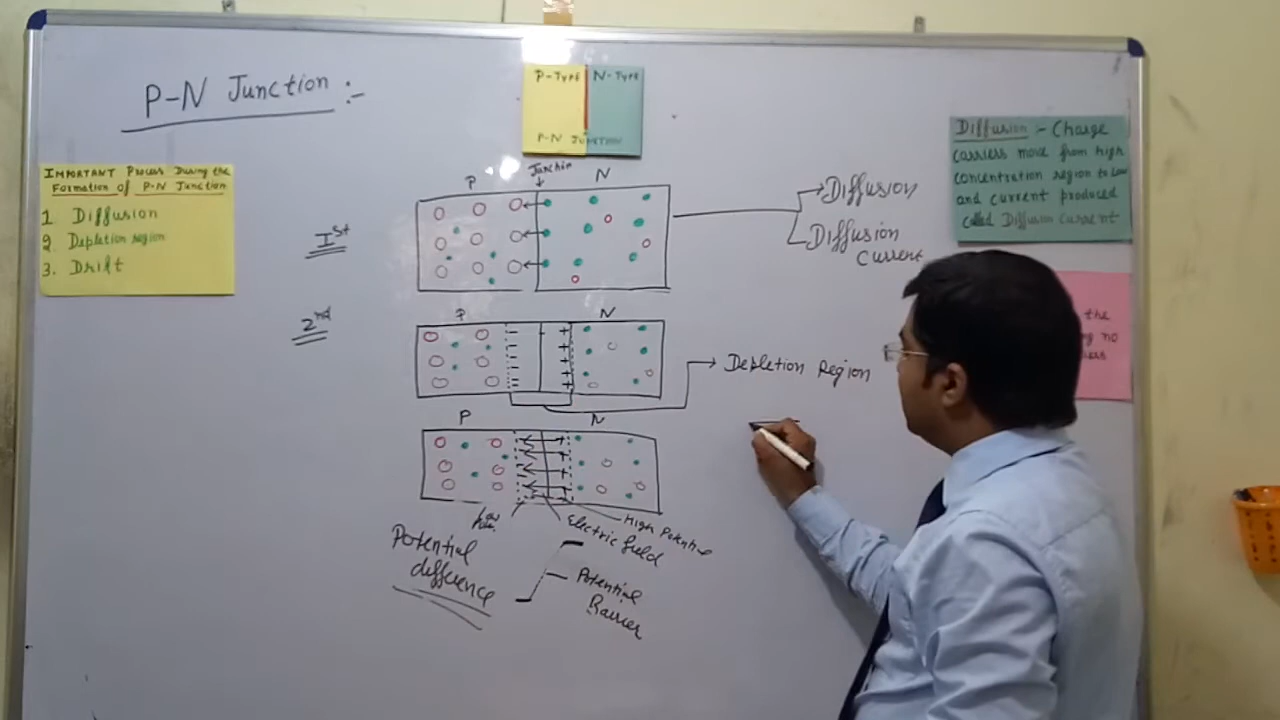 P-N Junction :-
P-TYPE N-TYPE
P-N JUNCTION
IMPORTANT Process During the
Formation of P-N Junction
1. Diffusion
2. Depletion region
3. Drift
Diffusion :- Charge
carriers move from high
concentration region to low
and current produced
called Diffusion Current
the
no
Ist
P
N
Diffusion
Diffusion
Current
2nd
P
N
Depletion Region
P
N
Electric field
High Potential
Potential
difference
Potential
Barrier